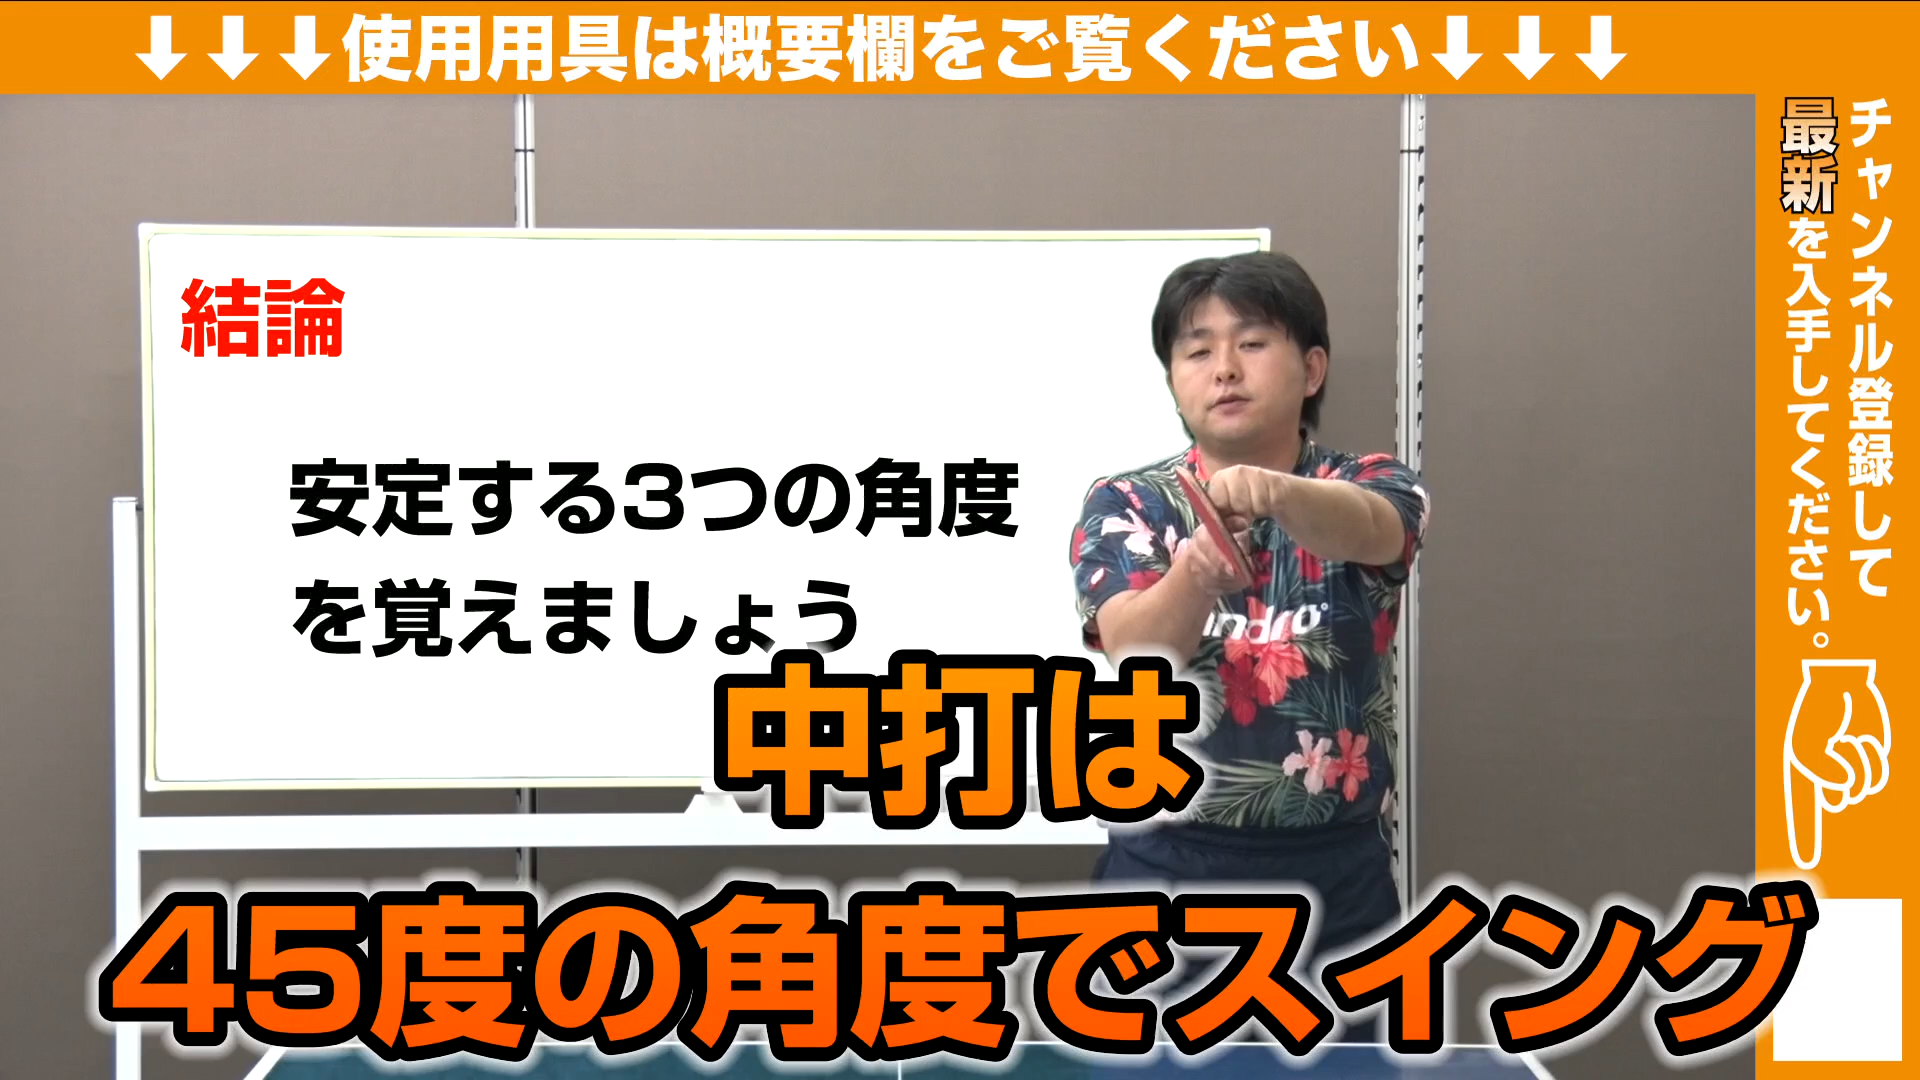 ↓↓↓使用用具は概要欄をご覧ください↓↓↓
チャンネル登録して
最新を入手してください。
結論
安定する3つの角度
を覚えましょう
andro
中打は
45度の角度でスイング